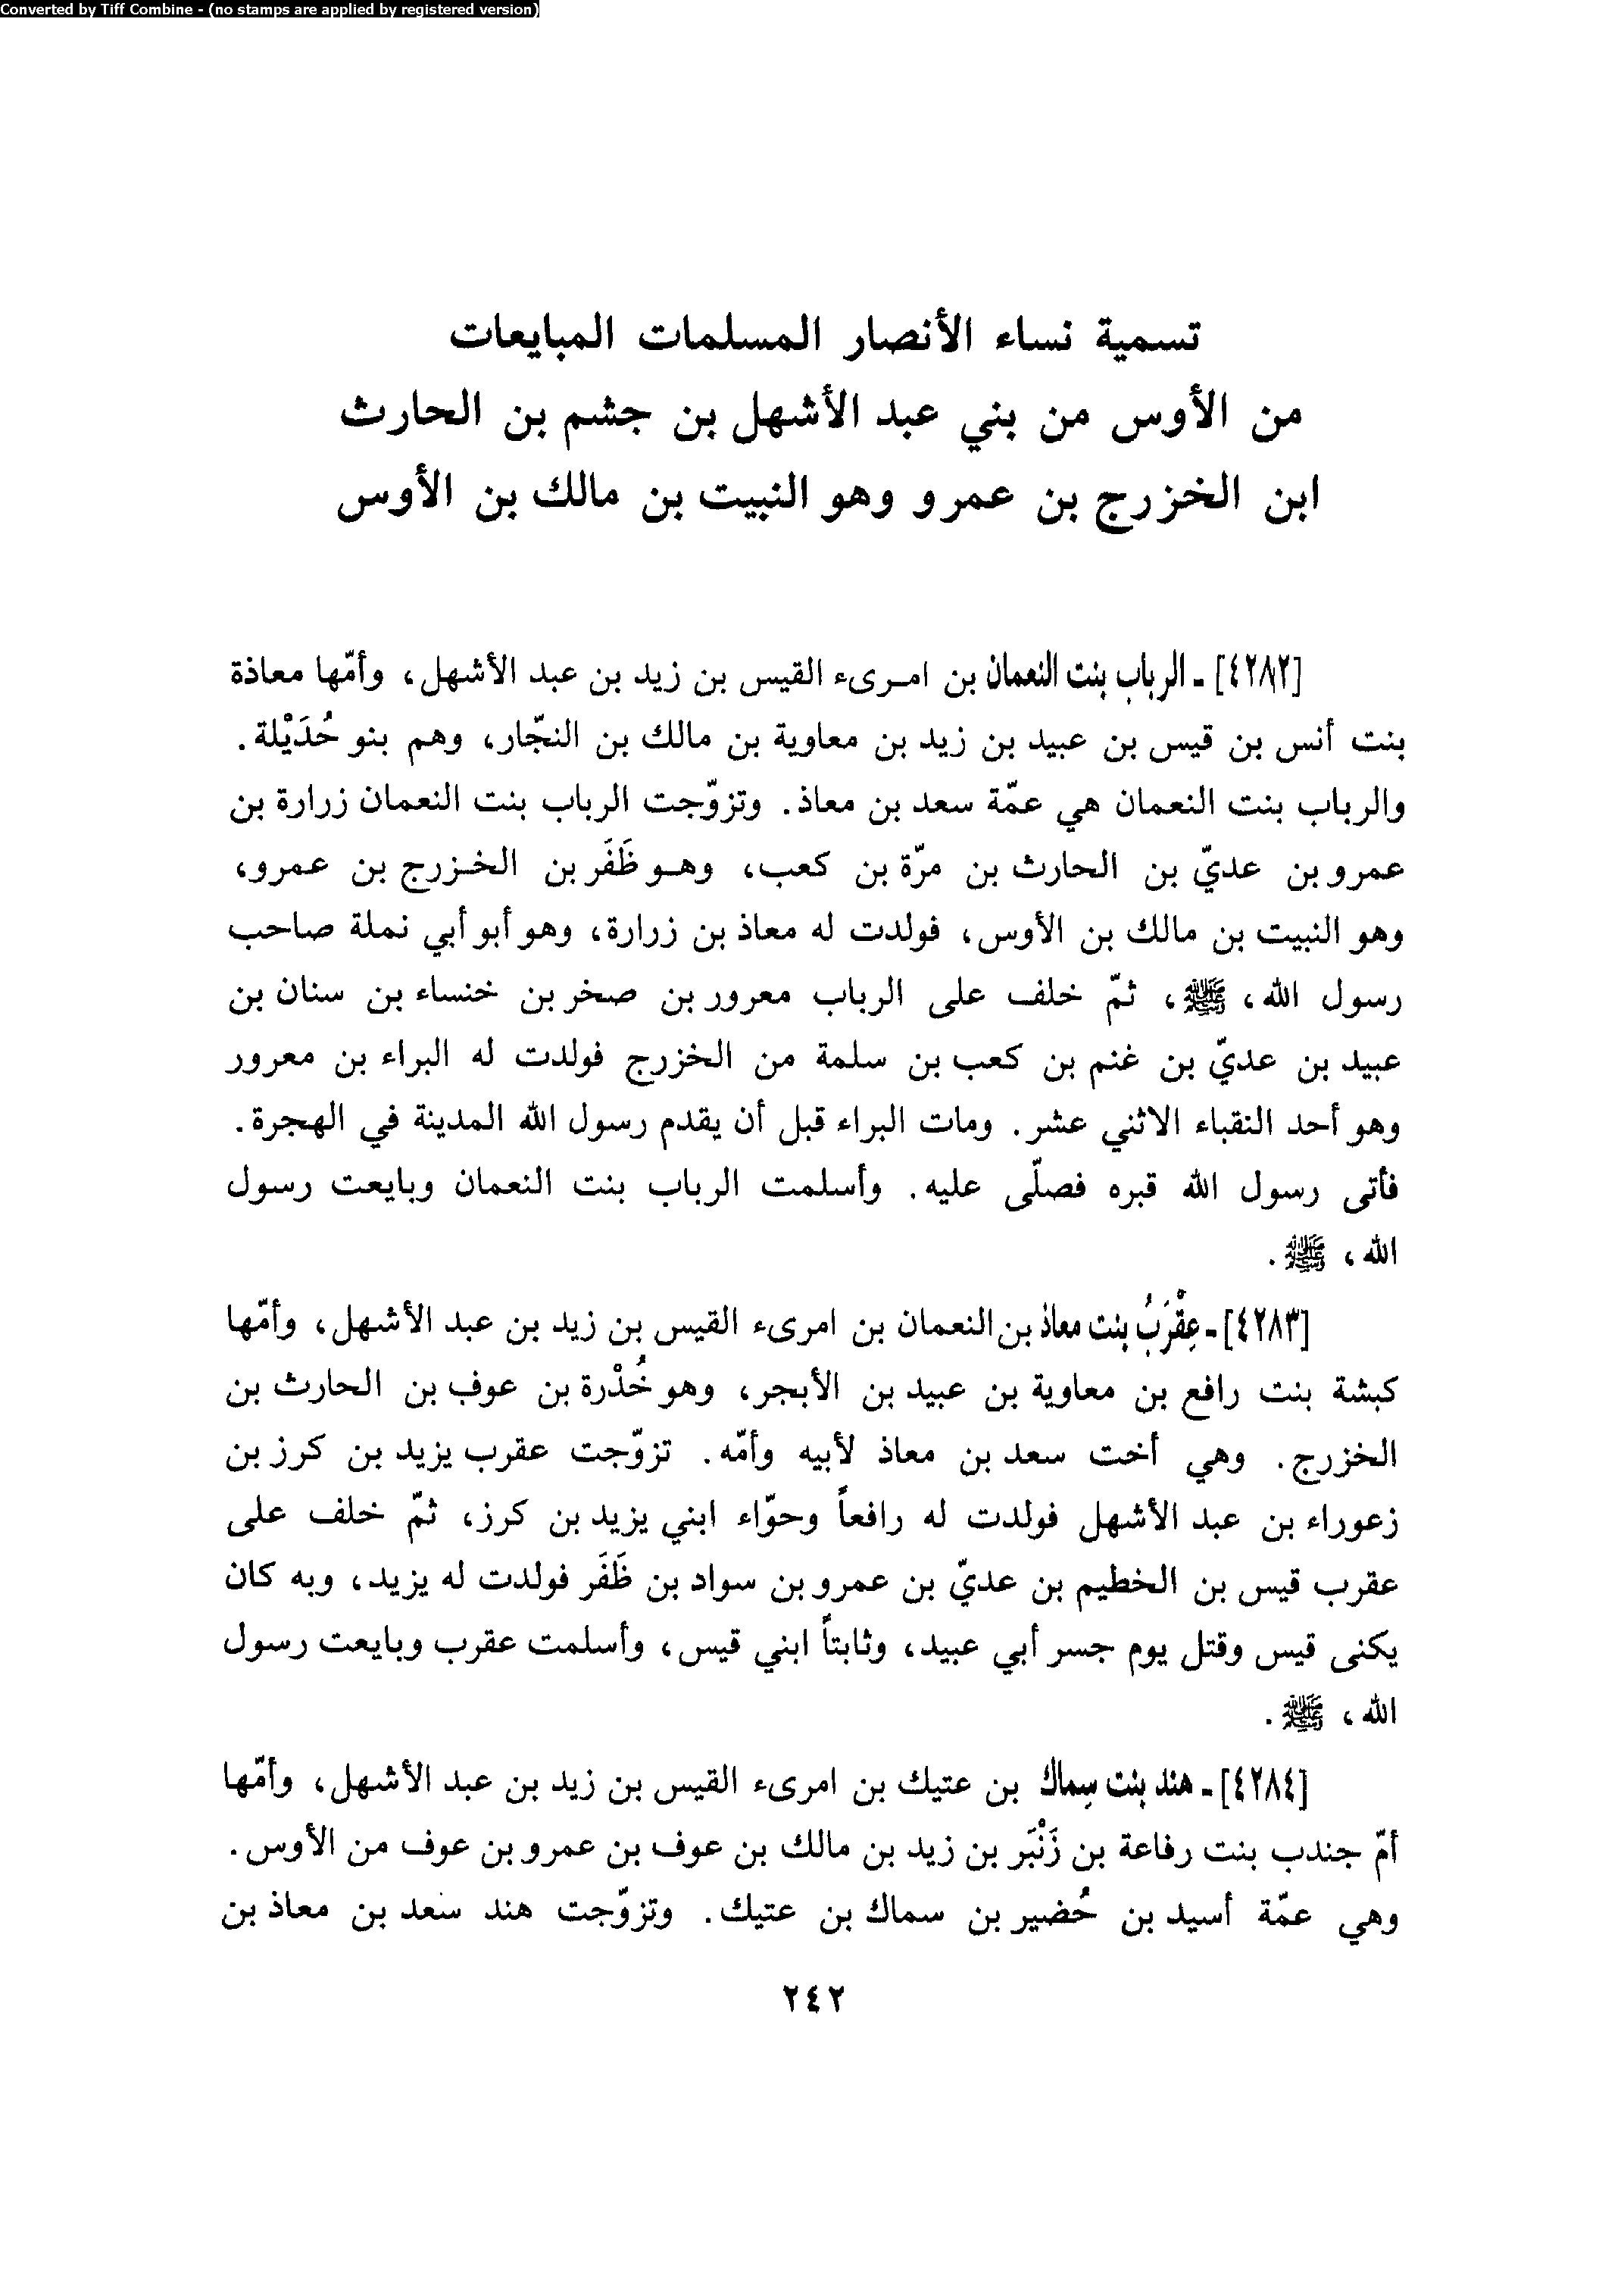 Converted by Tiff Combine - (no stamps are applied by registered version)
تسمية نساء الأنصار المسلمات المبايعات
من الأوس من بني عبد الأشهل بن جشم بن الحارث
ابن الخزرج بن عمرو وهو النبيت بن مالك بن الأوس
[٤٢٨٢] ـ الرباب بنت النعمان بن امرىء القيس بن زيد بن عبد الأشهل، وأمّها معاذة
بنت أنس بن قيس بن عبيد بن زيد بن معاوية بن مالك بن النجّار، وهم بنو حُدَيْلة.
والرباب بنت النعمان هي عمّة سعد بن معاذ. وتزوّجت الرباب بنت النعمان زرارة بن
عمرو بن عديّ بن الحارث بن مرّة بن كعب، وهو ظَفَر بن الخزرج بن عمرو،
وهو النبيت بن مالك بن الأوس، فولدت له معاذ بن زرارة، وهو أبو أبي نملة صاحب
رسول الله، ﷺ، ثمّ خلف على الرباب معرور بن صخر بن خنساء بن سنان بن
عبيد بن عديّ بن غنم بن كعب بن سلمة من الخزرج فولدت له البراء بن معرور
وهو أحد النقباء الاثني عشر. ومات البراء قبل أن يقدم رسول الله المدينة في الهجرة.
فأتى رسول الله قبره فصلّى عليه. وأسلمت الرباب بنت النعمان وبايعت رسول
الله، ﷺ.
[٤٢٨٣] ـ عِقْرَبُ بنت معاذ بن النعمان بن امرىء القيس بن زيد بن عبد الأشهل، وأمّها
كبشة بنت رافع بن معاوية بن عبيد بن الأبجر، وهو خُدْرة بن عوف بن الحارث بن
الخزرج. وهي أخت سعد بن معاذ لأبيه وأمّه. تزوّجت عقرب يزيد بن كرز بن
زعوراء بن عبد الأشهل فولدت له رافعاً وحوّاء ابني يزيد بن كرز، ثمّ خلف على
عقرب قيس بن الخطيم بن عديّ بن عمرو بن سواد بن ظَفَر فولدت له يزيد، وبه كان
يكنى قيس وقتل يوم جسر أبي عبيد، وثابتاً ابني قيس، وأسلمت عقرب وبايعت رسول
الله، ﷺ.
[٤٢٨٤] ـ هند بنت سِماك بن عتيك بن امرىء القيس بن زيد بن عبد الأشهل، وأمّها
أمّ جندب بنت رفاعة بن زَنْبَر بن زيد بن مالك بن عوف بن عمرو بن عوف من الأوس.
وهي عمّة أسيد بن حُضير بن سماك بن عتيك. وتزوّجت هند سعد بن معاذ بن
٢٤٢